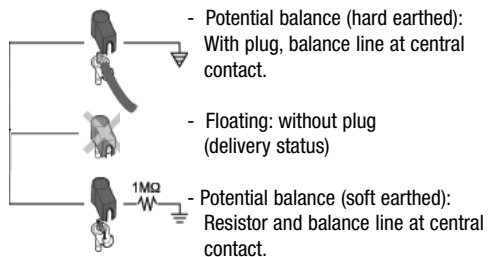 - Potential balance (hard earthed):
With plug, balance line at central
contact.
- Floating: without plug
(delivery status)
1MΩ
- Potential balance (soft earthed):
Resistor and balance line at central
contact.